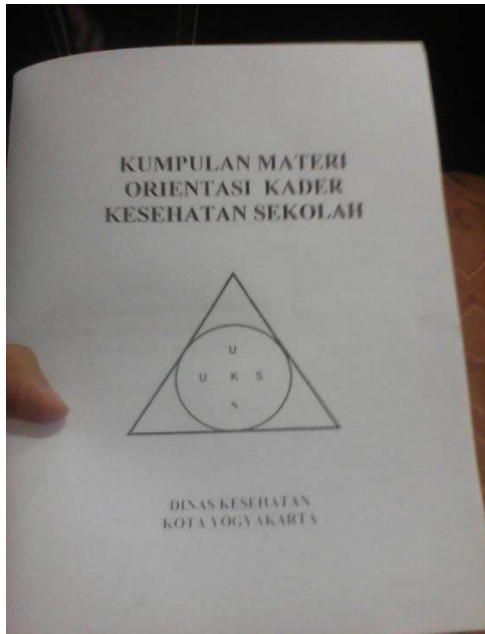 KUMPULAN MATERI
ORIENTASI KADER
KESEHATAN SEKOLAH
U
U K S
S
DINAS KESEHATAN
KOTA YOGYAKARTA